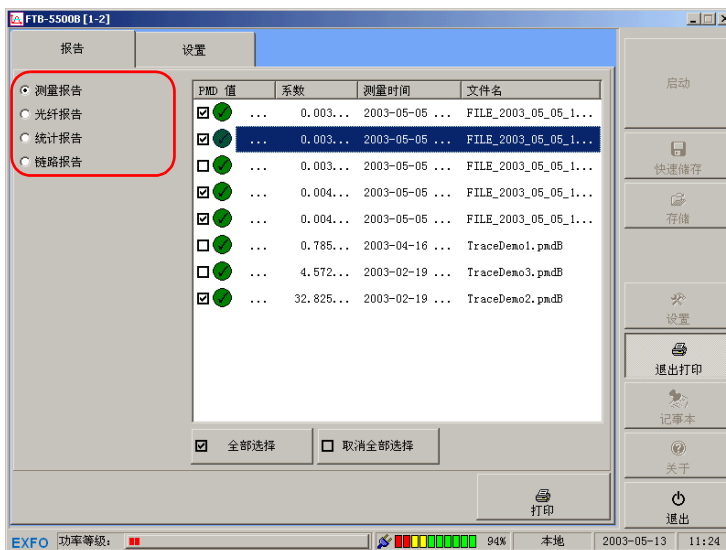 FTB-5500B [1-2]
报告
设置
测量报告
光纤报告
统计报告
链路报告
PMD 值 系数 测量时间 文件名
... 0.003... 2003-05-05 ... FILE_2003_05_05_1...
... 0.003... 2003-05-05 ... FILE_2003_05_05_1...
... 0.003... 2003-05-05 ... FILE_2003_05_05_1...
... 0.004... 2003-05-05 ... FILE_2003_05_05_1...
... 0.004... 2003-05-05 ... FILE_2003_05_05_1...
... 0.785... 2003-04-16 ... TraceDemo1.pmdB
... 4.572... 2003-02-19 ... TraceDemo3.pmdB
... 32.825... 2003-02-19 ... TraceDemo2.pmdB
全部选择
取消全部选择
打印
启动
快速储存
存储
设置
退出打印
记事本
关于
退出
EXFO 功率等级: 94% 本地 2003-05-13 11:24